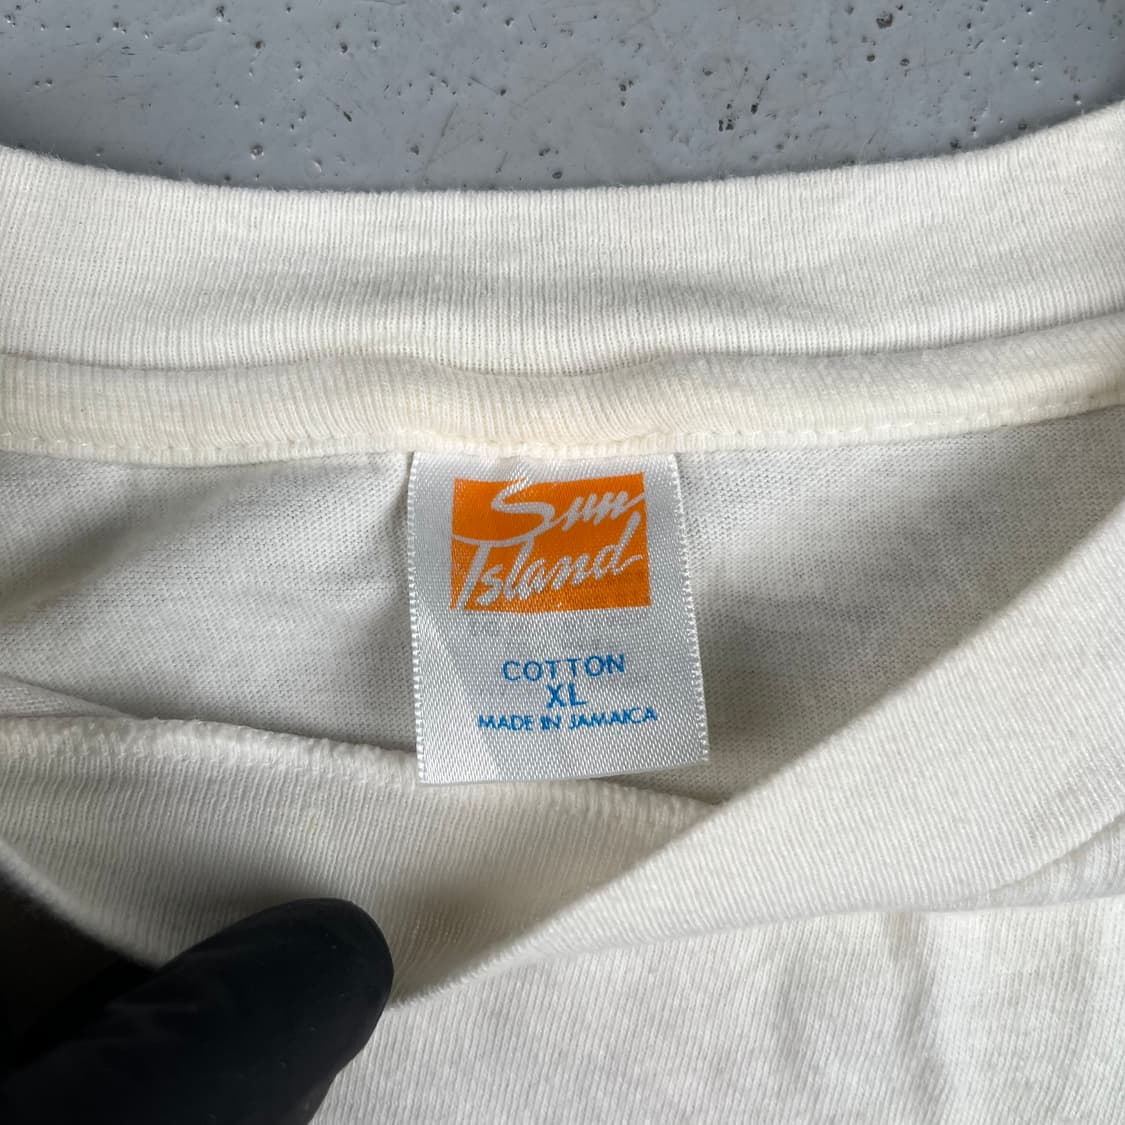 Sun
Island
COTTON
XL
MADE IN JAMAICA